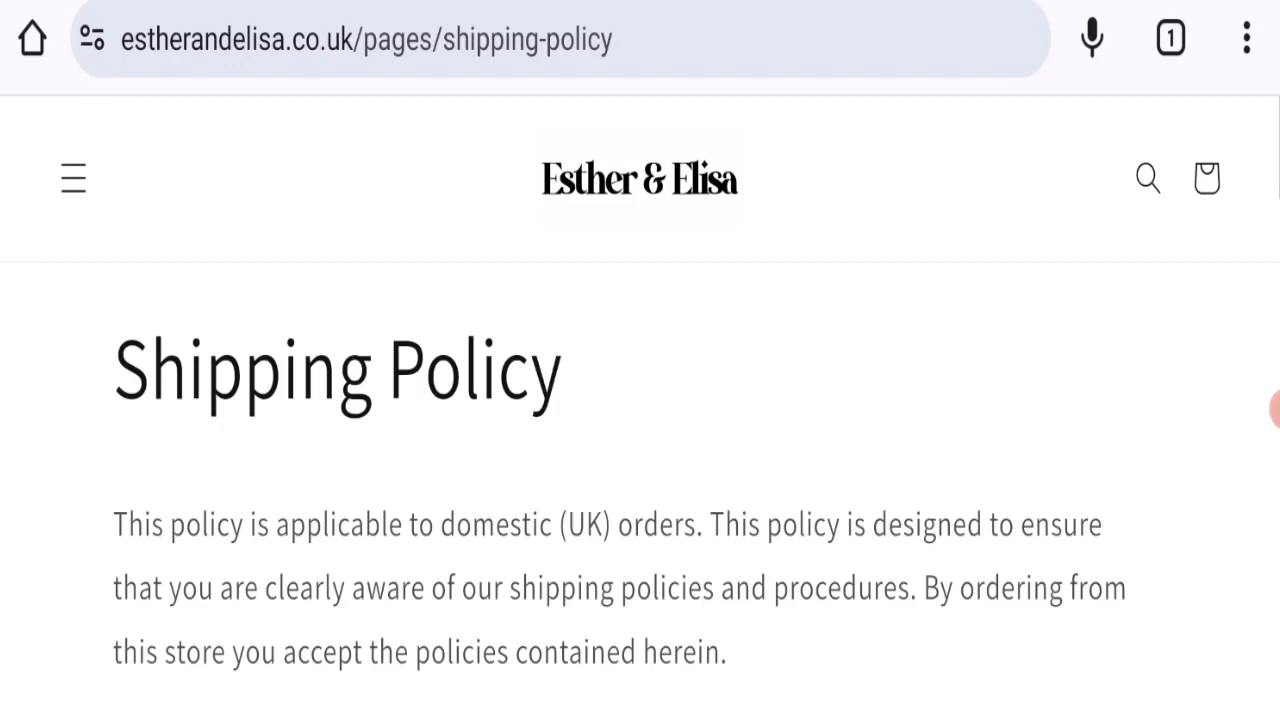 estherandelisa.co.uk/pages/shipping-policy
1
Esther & Elisa
Shipping Policy
This policy is applicable to domestic (UK) orders. This policy is designed to ensure
that you are clearly aware of our shipping policies and procedures. By ordering from
this store you accept the policies contained herein.